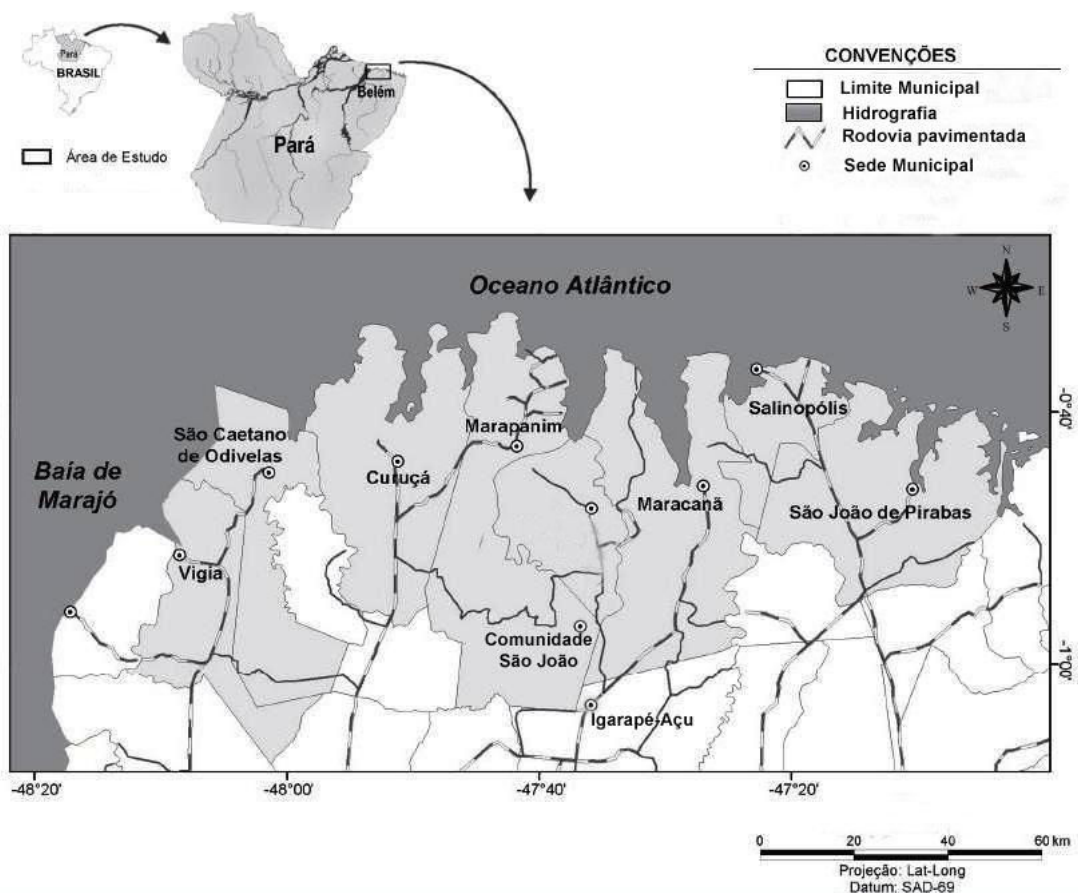 Pará
BRASIL
Área de Estudo
Belém
Pará
CONVENÇÕES
Limite Municipal
Hidrografia
Rodovia pavimentada
Sede Municipal
Oceano Atlântico
N
W E
S
Baía de
Marajó
São Caetano
de Odivelas
Vigia
Curuçá
Marapanim
Maracanã
Salinopólis
São João de Pirabas
Comunidade
São João
Igarapé-Açu
-0°40'
-1°00'
-48°20' -48°00' -47°40' -47°20'
0 20 40 60 km
Projeção: Lat-Long
Datum: SAD-69